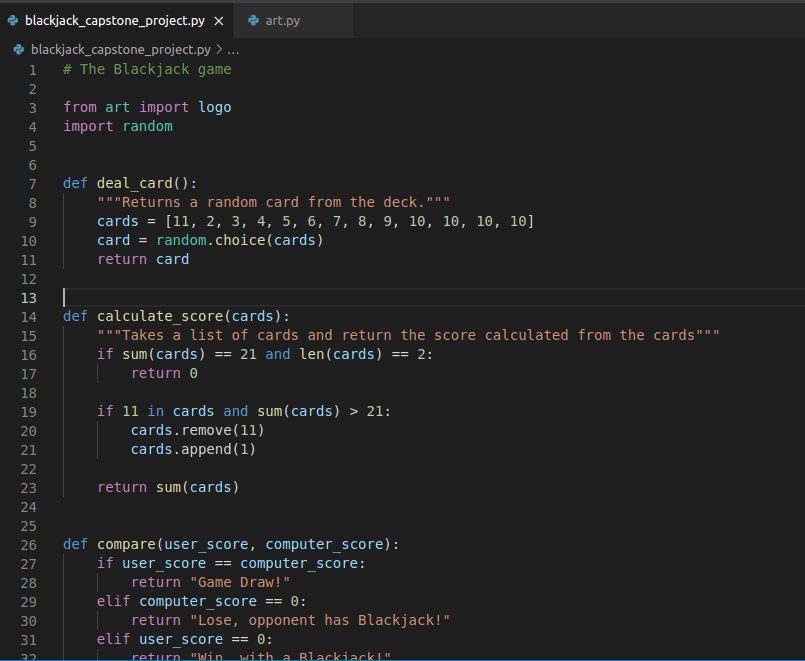 blackjack_capstone_project.py × art.py
blackjack_capstone_project.py > ...
1 # The Blackjack game
2
3 from art import logo
4 import random
5
6
7 def deal_card():
8 """Returns a random card from the deck."""
9 cards = [11, 2, 3, 4, 5, 6, 7, 8, 9, 10, 10, 10, 10]
10 card = random.choice(cards)
11 return card
12
13
14 def calculate_score(cards):
15 """Takes a list of cards and return the score calculated from the cards"""
16 if sum(cards) == 21 and len(cards) == 2:
17 return 0
18
19 if 11 in cards and sum(cards) > 21:
20 cards.remove(11)
21 cards.append(1)
22
23 return sum(cards)
24
25
26 def compare(user_score, computer_score):
27 if user_score == computer_score:
28 return "Game Draw!"
29 elif computer_score == 0:
30 return "Lose, opponent has Blackjack!"
31 elif user_score == 0:
32 return "Win, with a Blackjack!"